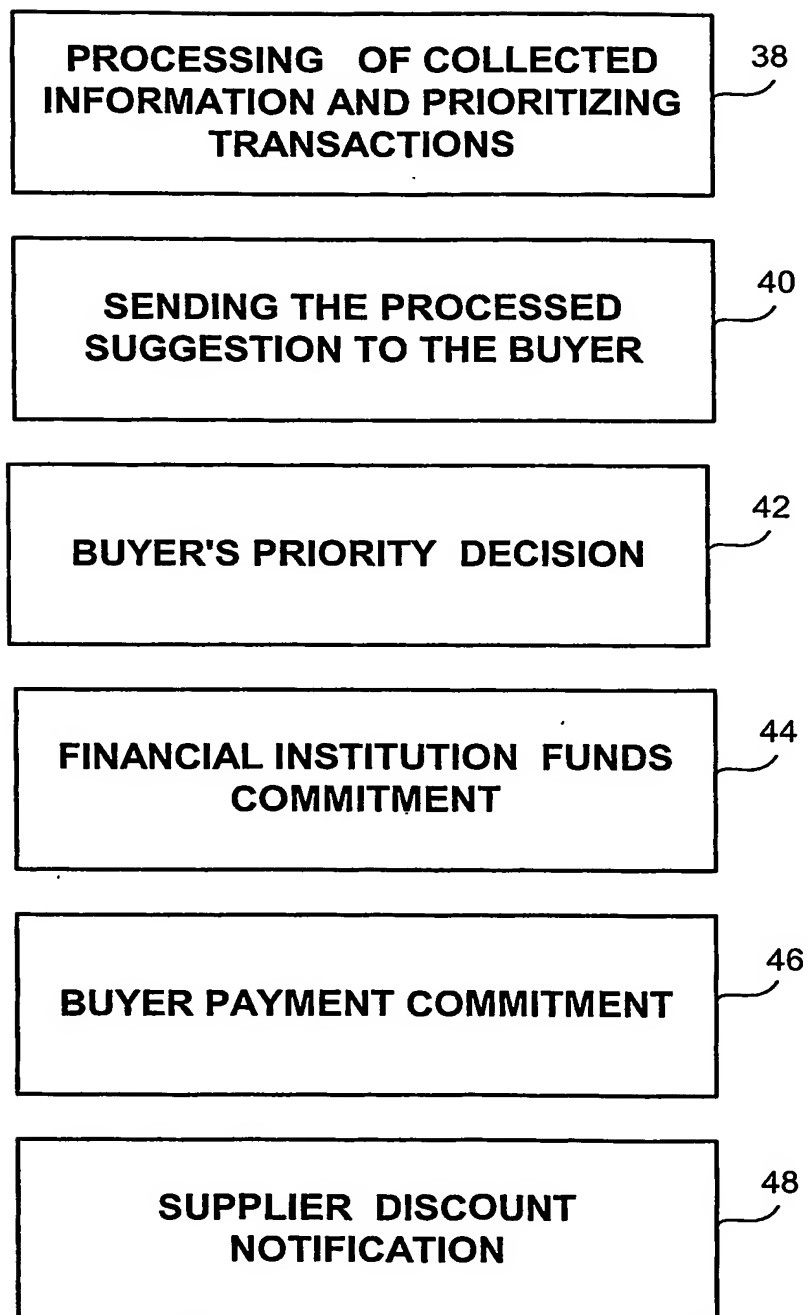 PROCESSING OF COLLECTED
INFORMATION AND PRIORITIZING
TRANSACTIONS
38
SENDING THE PROCESSED
SUGGESTION TO THE BUYER
40
BUYER'S PRIORITY DECISION
42
FINANCIAL INSTITUTION FUNDS
COMMITMENT
44
BUYER PAYMENT COMMITMENT
46
SUPPLIER DISCOUNT
NOTIFICATION
48